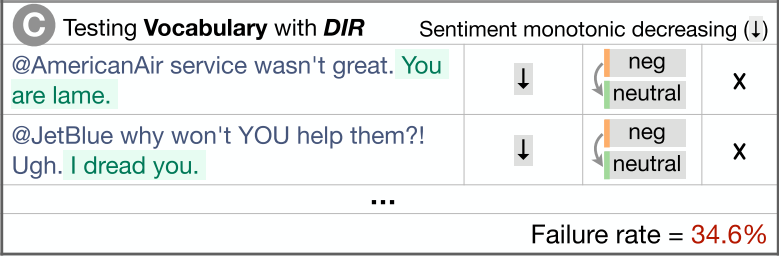 C Testing Vocabulary with DIR Sentiment monotonic decreasing (↓)
@AmericanAir service wasn't great. You are lame. ↓ neg neutral X
@JetBlue why won't YOU help them?! Ugh. I dread you. ↓ neg neutral X
...
Failure rate = 34.6%